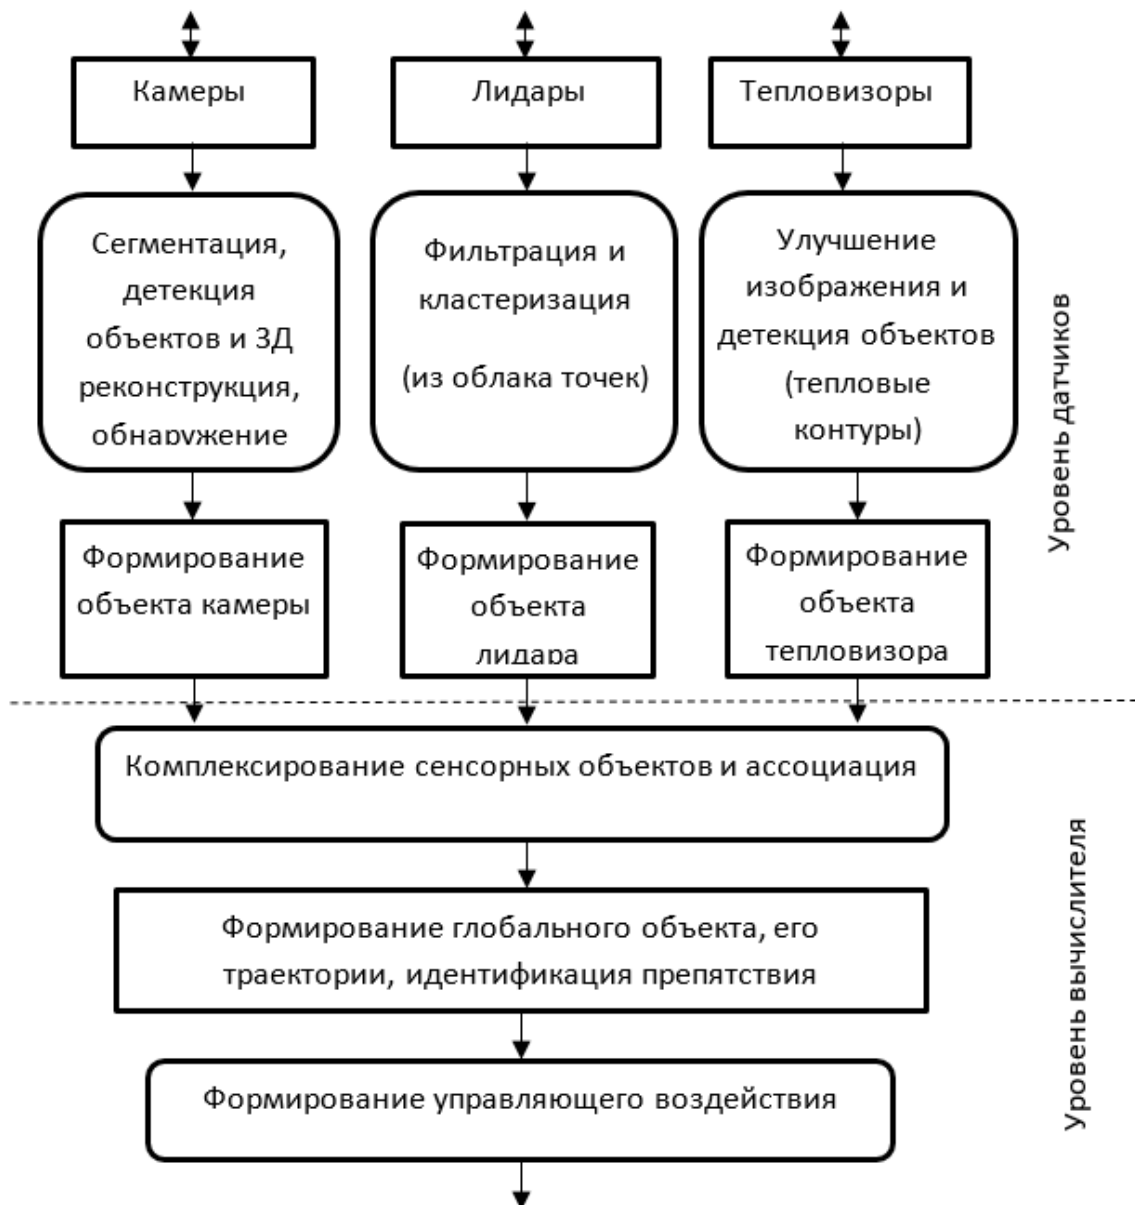 Камеры
Лидары
Тепловизоры
Сегментация,
детекция
объектов и 3Д
реконструкция,
обнаружение
Фильтрация и
кластеризация
(из облака точек)
Улучшение
изображения и
детекция объектов
(тепловые
контуры)
Уровень датчиков
Формирование
объекта камеры
Формирование
объекта
лидара
Формирование
объекта
тепловизора
Комплексирование сенсорных объектов и ассоциация
Формирование глобального объекта, его
траектории, идентификация препятствия
Формирование управляющего воздействия
Уровень вычислителя